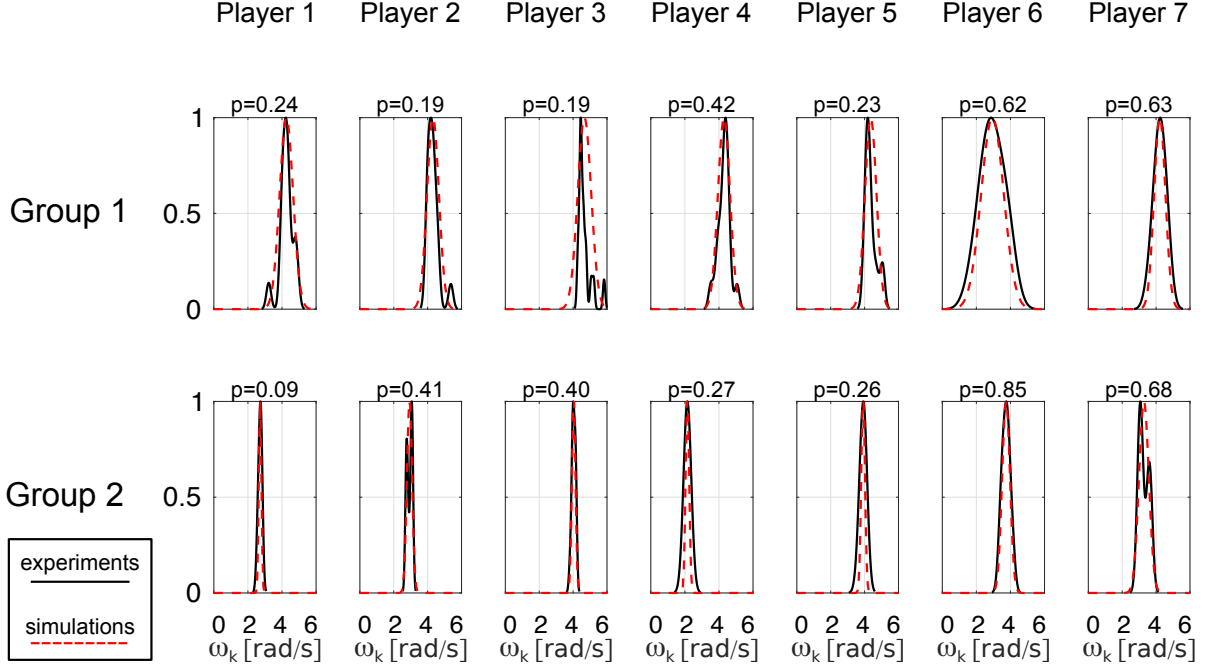 Player 1 Player 2 Player 3 Player 4 Player 5 Player 6 Player 7
p=0.24 p=0.19 p=0.19 p=0.42 p=0.23 p=0.62 p=0.63
1
Group 1 0.5
0
p=0.09 p=0.41 p=0.40 p=0.27 p=0.26 p=0.85 p=0.68
1
Group 2 0.5
experiments
0
simulations
0 2 4 6 0 2 4 6 0 2 4 6 0 2 4 6 0 2 4 6 0 2 4 6 0 2 4 6
ωk [rad/s] ωk [rad/s] ωk [rad/s] ωk [rad/s] ωk [rad/s] ωk [rad/s] ωk [rad/s]